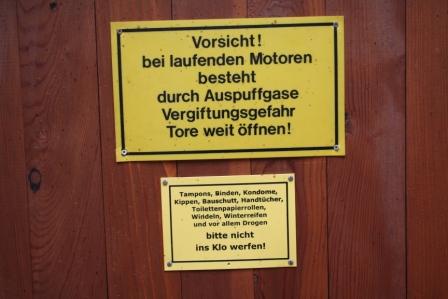 Vorsicht!
bei laufenden Motoren
besteht
durch Auspuffgase
Vergiftungsgefahr
Tore weit öffnen!
Tampons, Binden, Kondome,
Kippen, Bauschutt, Handtücher,
Toilettenpapierrollen,
Windeln, Winterreifen
und vor allem Drogen
bitte nicht
ins Klo werfen!